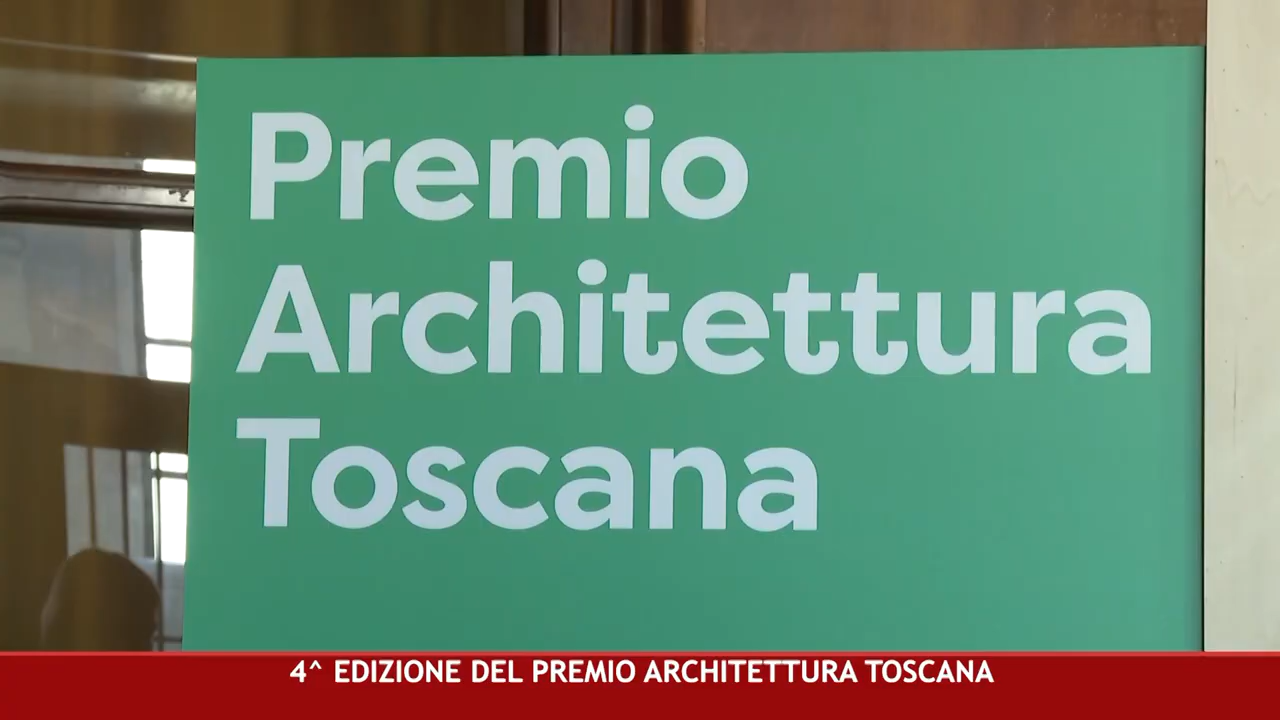 Premio
Architettura
Toscana
4^ EDIZIONE DEL PREMIO ARCHITETTURA TOSCANA